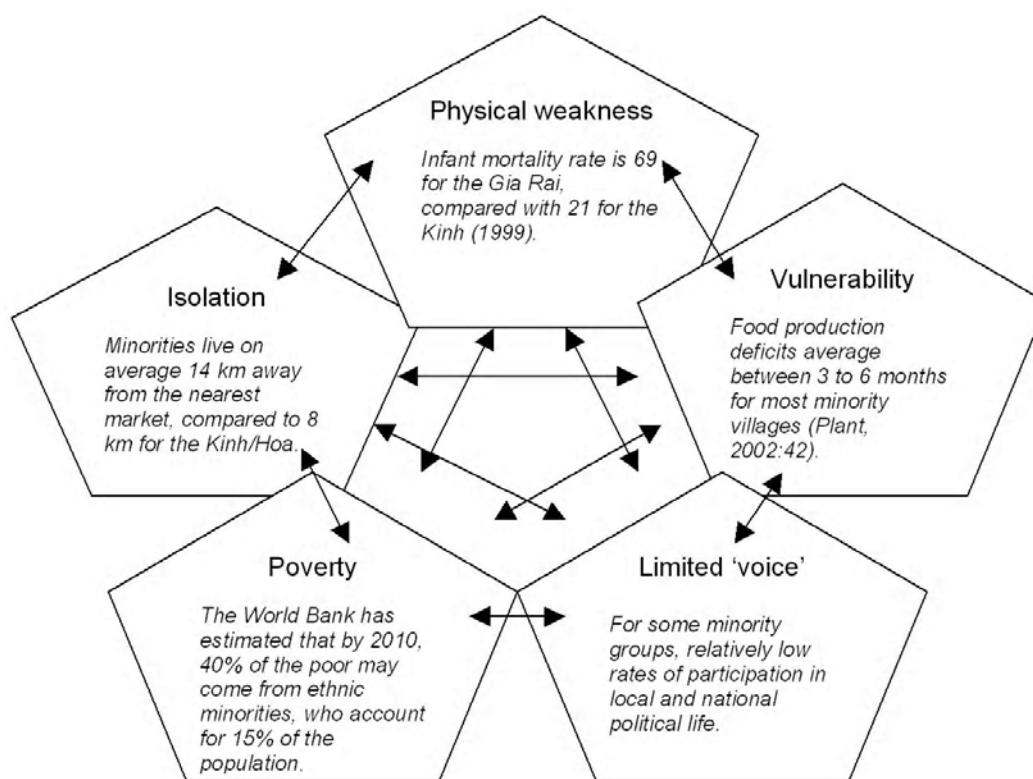 Physical weakness
Infant mortality rate is 69
for the Gia Rai,
compared with 21 for the
Kinh (1999).
Isolation
Minorities live on
average 14 km away
from the nearest
market, compared to 8
km for the Kinh/Hoa.
Vulnerability
Food production
deficits average
between 3 to 6 months
for most minority
villages (Plant,
2002:42).
Poverty
The World Bank has
estimated that by 2010,
40% of the poor may
come from ethnic
minorities, who account
for 15% of the
population.
Limited ‘voice’
For some minority
groups, relatively low
rates of participation in
local and national
political life.